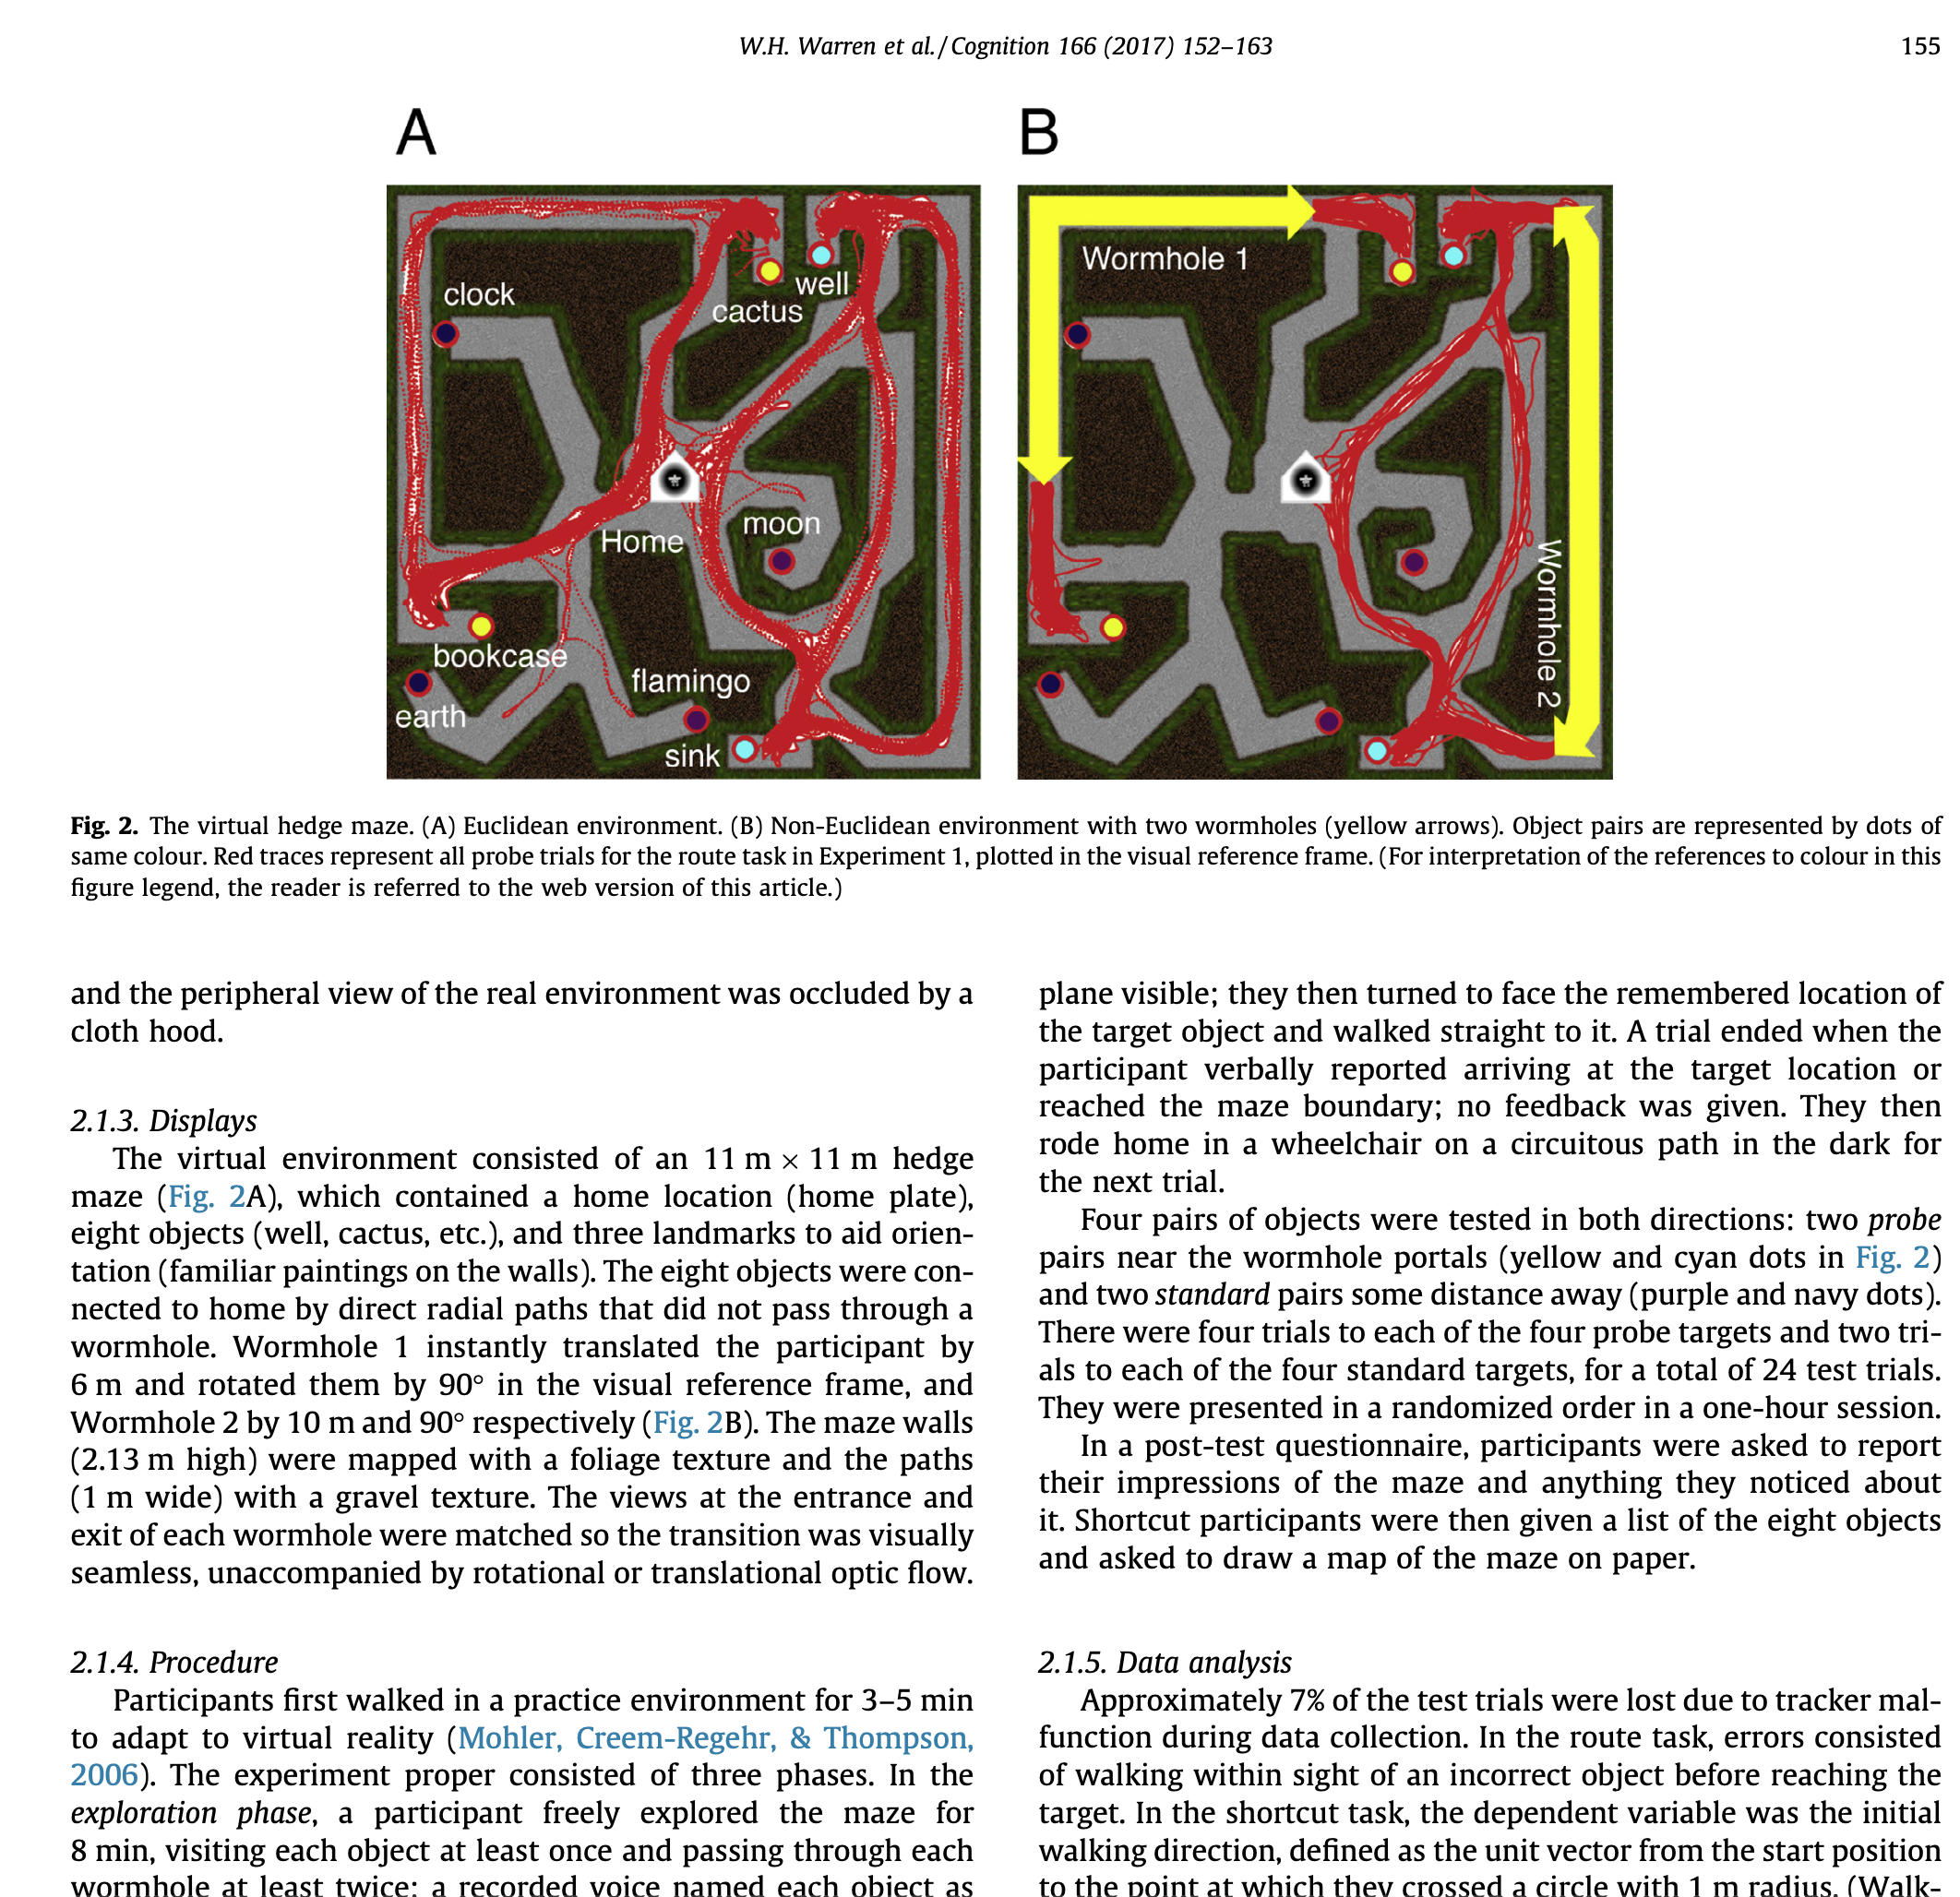 W.H. Warren et al. / Cognition 166 (2017) 152–163
155
A
B
clock
well
cactus
Home
moon
bookcase
flamingo
earth
sink
Wormhole 1
Wormhole 2
Fig. 2. The virtual hedge maze. (A) Euclidean environment. (B) Non-Euclidean environment with two wormholes (yellow arrows). Object pairs are represented by dots of
same colour. Red traces represent all probe trials for the route task in Experiment 1, plotted in the visual reference frame. (For interpretation of the references to colour in this
figure legend, the reader is referred to the web version of this article.)
and the peripheral view of the real environment was occluded by a
cloth hood.
2.1.3. Displays
The virtual environment consisted of an 11 m × 11 m hedge
maze (Fig. 2A), which contained a home location (home plate),
eight objects (well, cactus, etc.), and three landmarks to aid orien-
tation (familiar paintings on the walls). The eight objects were con-
nected to home by direct radial paths that did not pass through a
wormhole. Wormhole 1 instantly translated the participant by
6 m and rotated them by 90° in the visual reference frame, and
Wormhole 2 by 10 m and 90° respectively (Fig. 2B). The maze walls
(2.13 m high) were mapped with a foliage texture and the paths
(1 m wide) with a gravel texture. The views at the entrance and
exit of each wormhole were matched so the transition was visually
seamless, unaccompanied by rotational or translational optic flow.
2.1.4. Procedure
Participants first walked in a practice environment for 3–5 min
to adapt to virtual reality (Mohler, Creem-Regehr, & Thompson,
2006). The experiment proper consisted of three phases. In the
exploration phase, a participant freely explored the maze for
8 min, visiting each object at least once and passing through each
wormhole at least twice; a recorded voice named each object as
plane visible; they then turned to face the remembered location of
the target object and walked straight to it. A trial ended when the
participant verbally reported arriving at the target location or
reached the maze boundary; no feedback was given. They then
rode home in a wheelchair on a circuitous path in the dark for
the next trial.
Four pairs of objects were tested in both directions: two probe
pairs near the wormhole portals (yellow and cyan dots in Fig. 2)
and two standard pairs some distance away (purple and navy dots).
There were four trials to each of the four probe targets and two tri-
als to each of the four standard targets, for a total of 24 test trials.
They were presented in a randomized order in a one-hour session.
In a post-test questionnaire, participants were asked to report
their impressions of the maze and anything they noticed about
it. Shortcut participants were then given a list of the eight objects
and asked to draw a map of the maze on paper.
2.1.5. Data analysis
Approximately 7% of the test trials were lost due to tracker mal-
function during data collection. In the route task, errors consisted
of walking within sight of an incorrect object before reaching the
target. In the shortcut task, the dependent variable was the initial
walking direction, defined as the unit vector from the start position
to the point at which they crossed a circle with 1 m radius. (Walk-